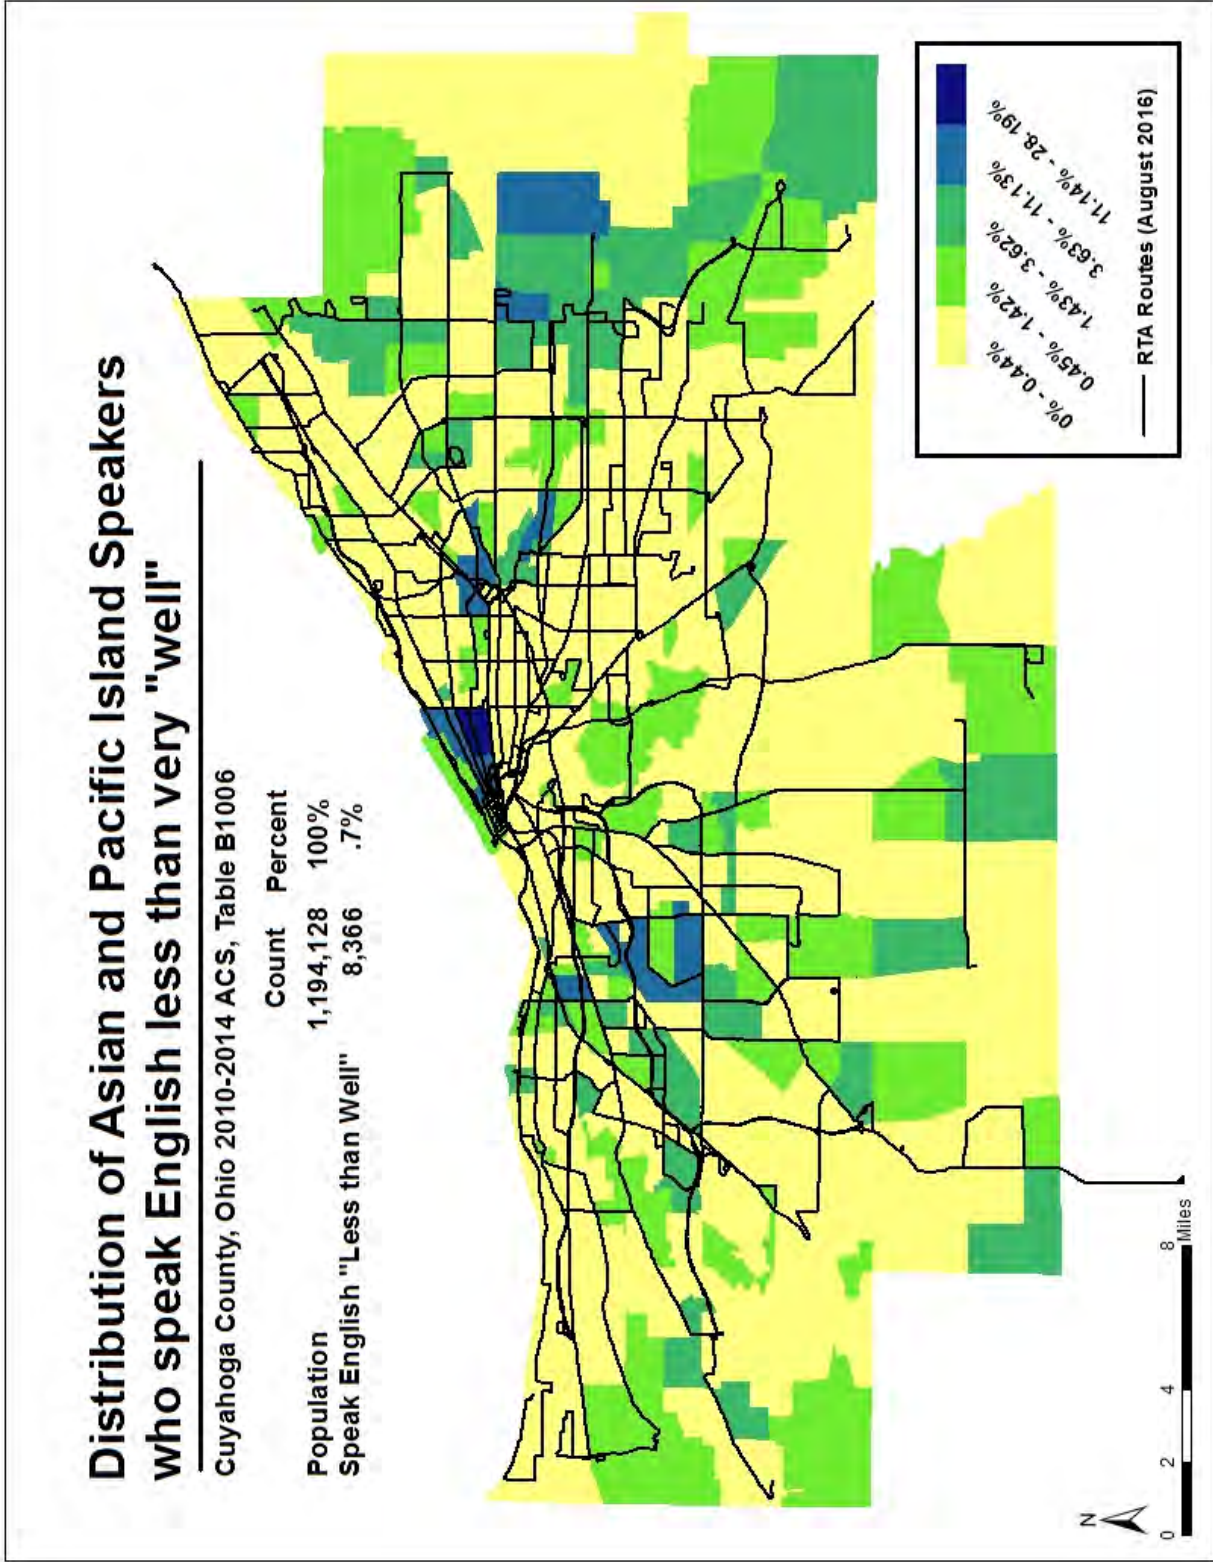 Distribution of Asian and Pacific Island Speakers
who speak English less than very "well"
Cuyahoga County, Ohio 2010-2014 ACS, Table B1006
Count Percent
Population 1,194,128 100%
Speak English "Less than Well" 8,366 .7%
0% - 0.44%
0.45% - 1.42%
1.43% - 3.62%
3.63% - 11.13%
11.14% - 28.19%
RTA Routes (August 2016)
N
0 2 4 8
Miles